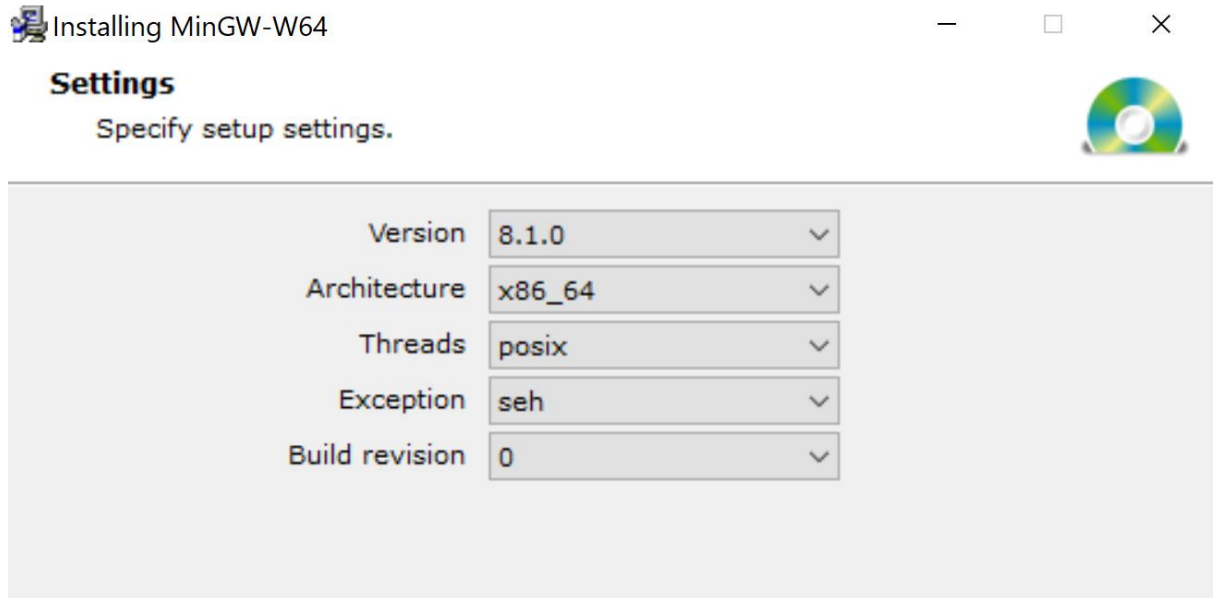 Installing MinGW-W64
Settings
Specify setup settings.
Version 8.1.0
Architecture x86_64
Threads posix
Exception seh
Build revision 0